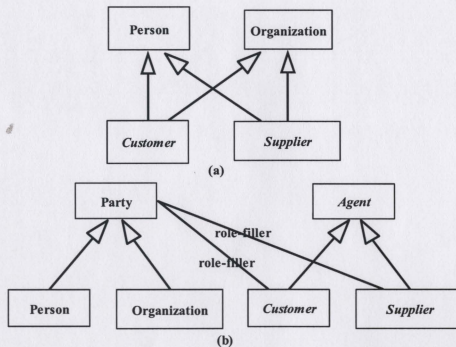 Person Organization
Customer Supplier
(a)
Party Agent
role-filler
role-filler
Person Organization Customer Supplier
(b)